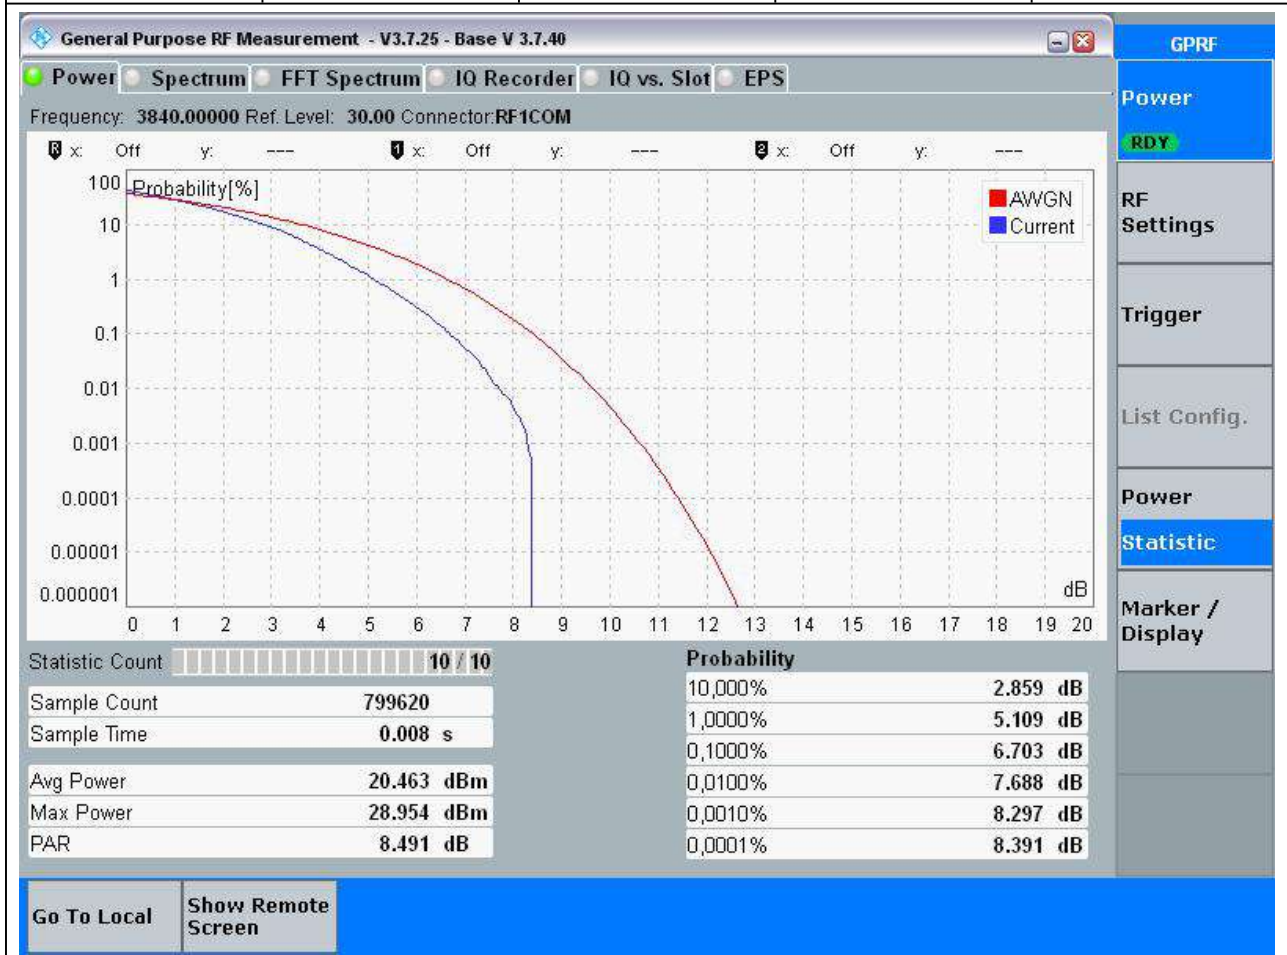 General Purpose RF Measurement - V3.7.25 - Base V 3.7.40
GPRF
Power Spectrum FFT Spectrum IQ Recorder IQ vs. Slot EPS
Frequency: 3840.00000 Ref. Level: 30.00 Connector:RF1COM
R x: Off y: --- 1 x: Off y: --- 2 x: Off y: ---
Probability[%]
AWGN
Current
100
10
1
0.1
0.01
0.001
0.0001
0.00001
0.000001
dB
0 1 2 3 4 5 6 7 8 9 10 11 12 13 14 15 16 17 18 19 20
Statistic Count 10 / 10
Sample Count 799620
Sample Time 0.008 s
Avg Power 20.463 dBm
Max Power 28.954 dBm
PAR 8.491 dB
Probability
10,000% 2.859 dB
1,0000% 5.109 dB
0,1000% 6.703 dB
0,0100% 7.688 dB
0,0010% 8.297 dB
0,0001% 8.391 dB
Power
RDY
RF
Settings
Trigger
List Config.
Power
Statistic
Marker /
Display
Go To Local
Show Remote
Screen